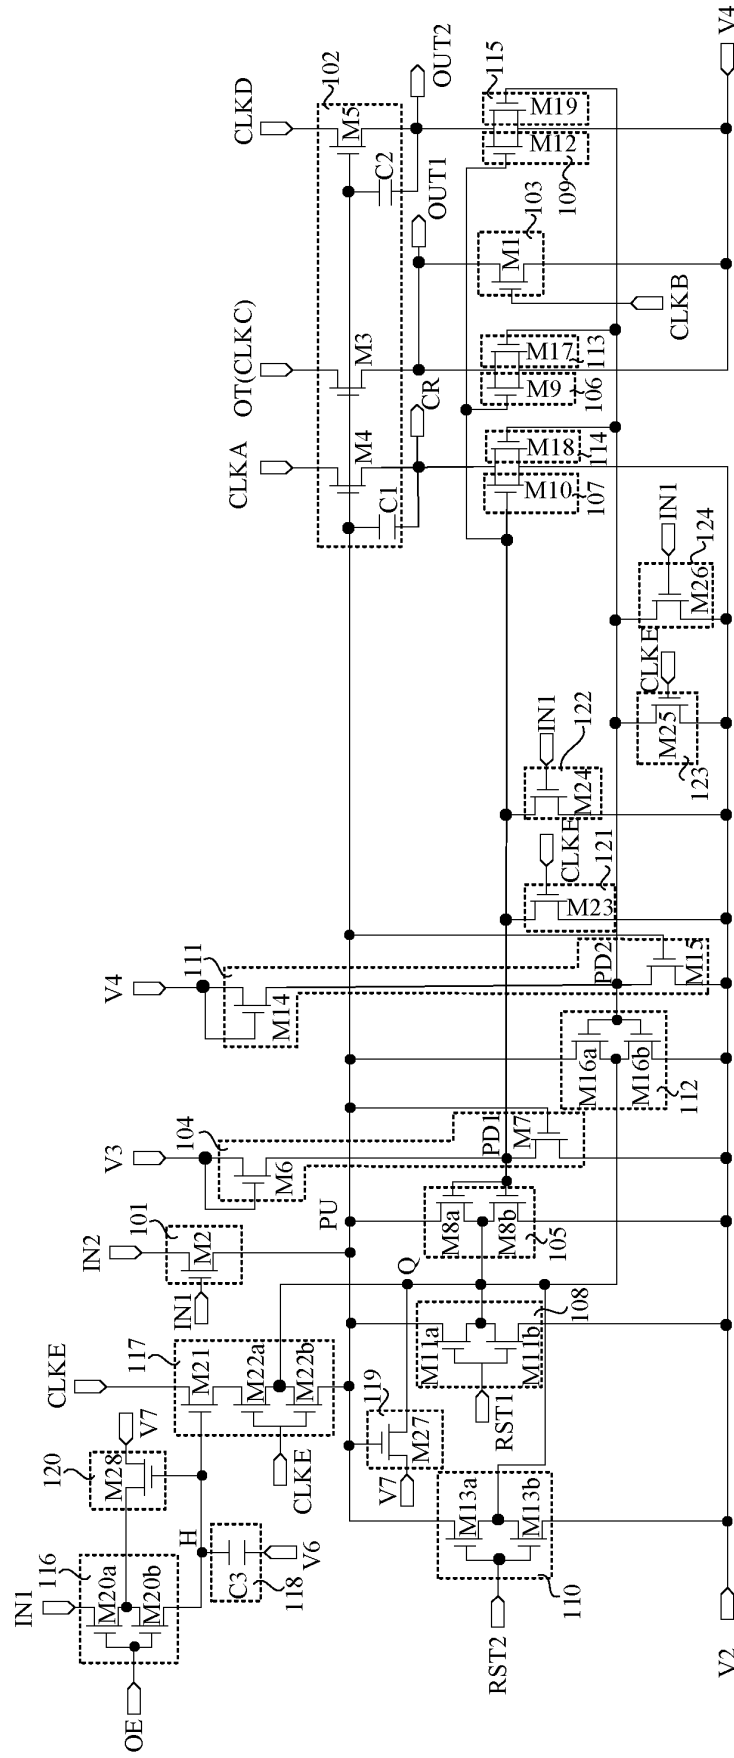 OE
IN1
116
M20a
M20b
120
M28
V7
H
C3
118
V6
CLKE
117
M21
M22a
M22b
CLKE
119
M27
V7
RST2
M13a
M13b
110
V2
IN2
101
M2
IN1
PU
Q
M11a
M11b
108
RST1
V3
104
M6
PD1
M7
M8a
M8b
105
V4
111
M14
PD2
M15
M16a
M16b
112
CLKE
121
M23
IN1
122
M24
CLKE
M25
123
IN1
124
M26
CLKA
OT(CLKC)
CLKD
102
C1
M4
M3
C2
M5
CR
OUT1
OUT2
M10
107
M18
114
M9
106
M17
113
M1
103
CLKB
M12
109
M19
115
V4